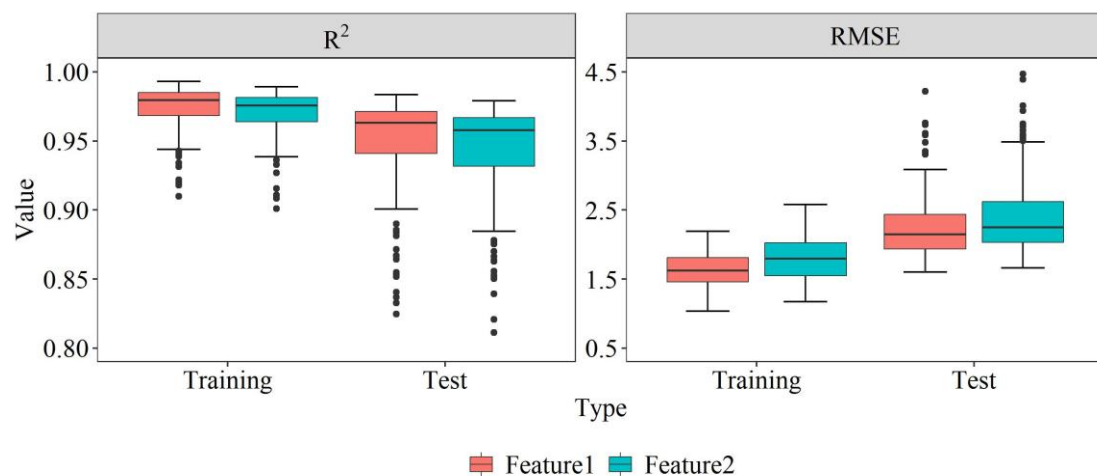 R²
RMSE
Value
1.00
0.95
0.90
0.85
0.80
4.5
3.5
2.5
1.5
0.5
Training
Test
Training
Test
Type
Feature1
Feature2